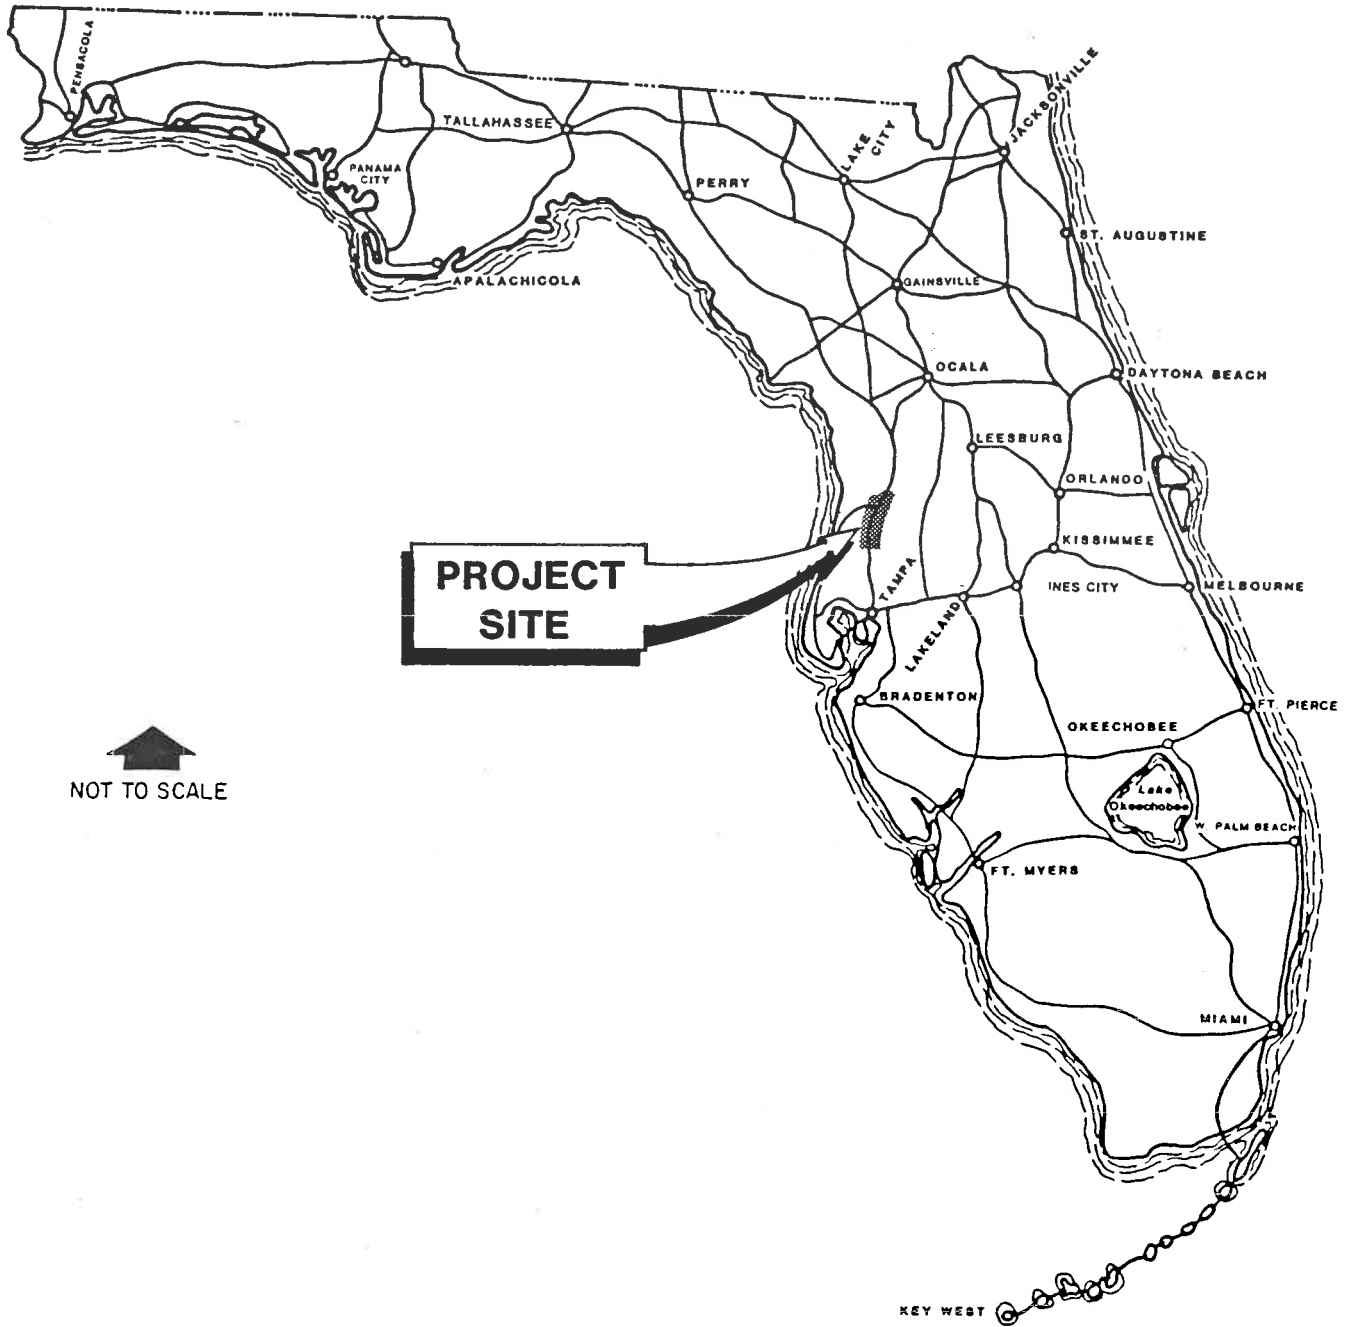 PENSACOLA
JACKSONVILLE
TALLAHASSEE
LAKE
CITY
PANAMA
CITY
PERRY
ST. AUGUSTINE
APALACHICOLA
GAINSVILLE
OCALA
DAYTONA BEACH
LEESBURG
ORLANDO
KISSIMMEE
PROJECT
SITE
TAMPA
INES CITY
MELBOURNE
LAKELAND
BRADENTON
FT. PIERCE
OKEECHOBEE
NOT TO SCALE
Lake
Okeechobee
W. PALM BEACH
FT. MYERS
MIAMI
KEY WEST